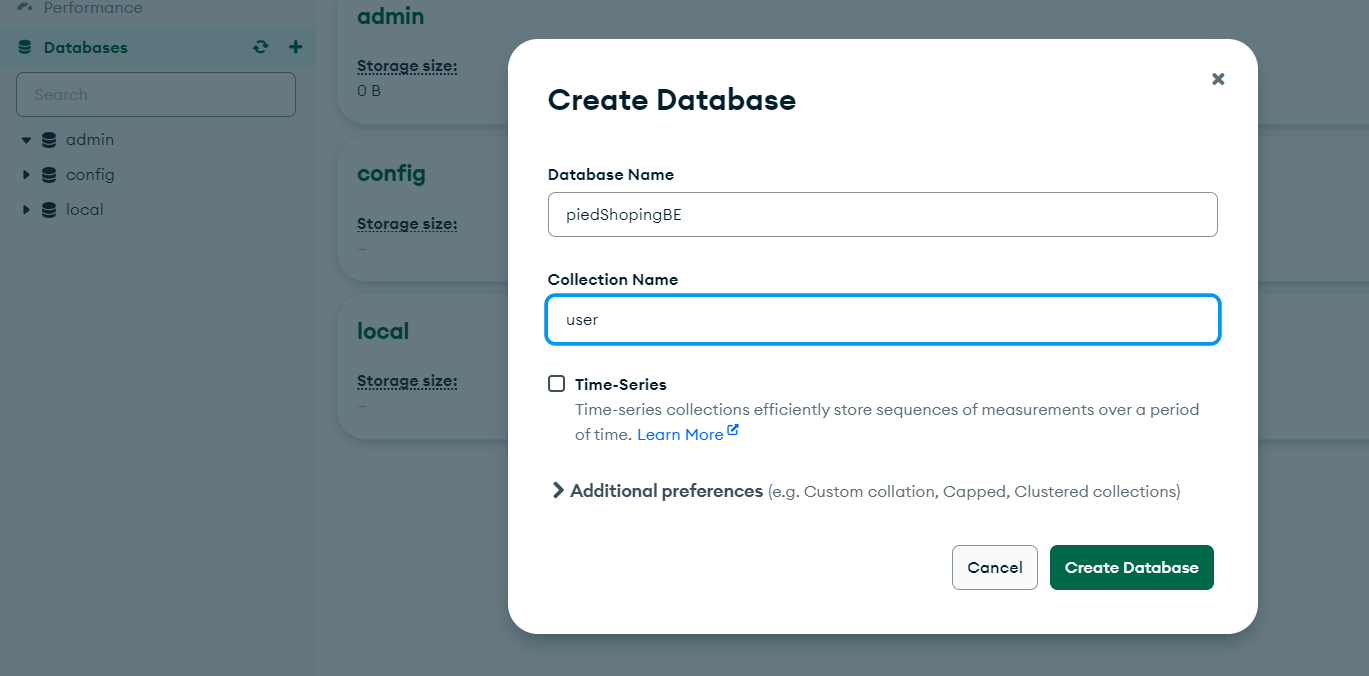 Performance
Databases
Search
admin
config
local
admin
Storage size:
0 B
config
Storage size:
–
local
Storage size:
–
Create Database
Database Name
piedShopingBE
Collection Name
user
Time-Series
Time-series collections efficiently store sequences of measurements over a period
of time. Learn More
Additional preferences (e.g. Custom collation, Capped, Clustered collections)
Cancel
Create Database